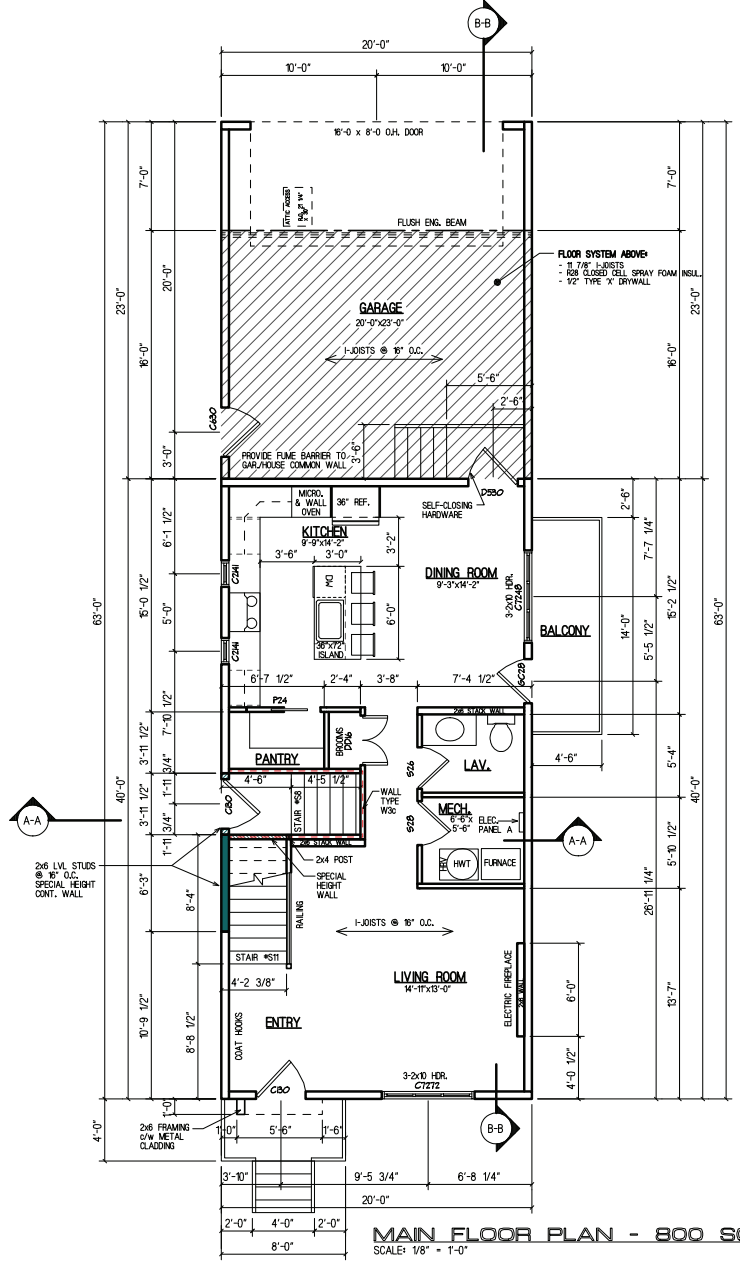 B-B
20'-0"
10'-0" 10'-0"
16'-0 x 8'-0 O.H. DOOR
7'-0" 7'-0"
ATTIC ACCESS
FLUSH ENG. BEAM
FLOOR SYSTEM ABOVE:
- 11 7/8" I-JOISTS
- R28 CLOSED CELL SPRAY FOAM INSUL.
- 1/2" TYPE 'X' DRYWALL
23'-0" 20'-0" 23'-0"
GARAGE
20'-0"x23'-0"
16'-0" 16'-0"
I-JOISTS @ 16" O.C.
5'-6"
2'-6"
C630
3'-0"
3'-6"
PROVIDE FUME BARRIER TO
GAR./HOUSE COMMON WALL
D530
SELF-CLOSING
HARDWARE
MICRO.
& WALL
OVEN
36" REF.
2'-6"
6'-1 1/2"
KITCHEN
9'-9"x14'-2"
3'-2"
7'-7 1/4"
3'-6" 3'-0"
DINING ROOM
9'-3"x14'-2"
C2141
DW
3-2x10 HDR.
C7248
63'-0" 15'-0 1/2" 5'-0" 6'-0" 14'-0" 15'-2 1/2" 63'-0"
BALCONY
5'-5 1/2"
36"x72"
ISLAND
C2141
6'-7 1/2" 2'-4" 3'-8" 7'-4 1/2"
GC28
P24
2x6 STACK WALL
7'-10 1/2"
3'-11 1/2"
BROOMS
DD16
PANTRY
S26
LAV.
4'-6"
5'-4"
3/4"
4'-6" 4'-5 1/2"
1'-11
40'-0" 40'-0"
C80
STAIR #S8
WALL
TYPE
W3c
MECH.
6'-6"x
5'-6"
ELEC.
PANEL A
A-A
3'-11 1/2"
3/4"
1'-11
S28
A-A
2x6 STACK WALL
2x4 POST
HRV
HWT
FURNACE
5'-10 1/2"
2x6 LVL STUDS
@ 16" O.C.
SPECIAL HEIGHT
CONT. WALL
6'-3"
8'-4"
SPECIAL
HEIGHT
WALL
26'-11 1/4"
RAILING
I-JOISTS @ 16" O.C.
STAIR #S11
4'-2 3/8"
LIVING ROOM
14'-11"x13'-0"
ELECTRIC FIREPLACE
2x6 WALL
6'-0"
13'-7"
10'-9 1/2"
8'-8 1/2"
COAT HOOKS
ENTRY
4'-0 1/2"
3-2x10 HDR.
C7272
C130
1'-0"
4'-0"
2x6 FRAMING
c/w METAL
CLADDING
1'-0" 5'-6" 1'-6"
B-B
3'-10" 9'-5 3/4" 6'-8 1/4"
20'-0"
2'-0" 4'-0" 2'-0"
8'-0"
MAIN FLOOR PLAN - 800 SQ
SCALE: 1/8" = 1'-0"